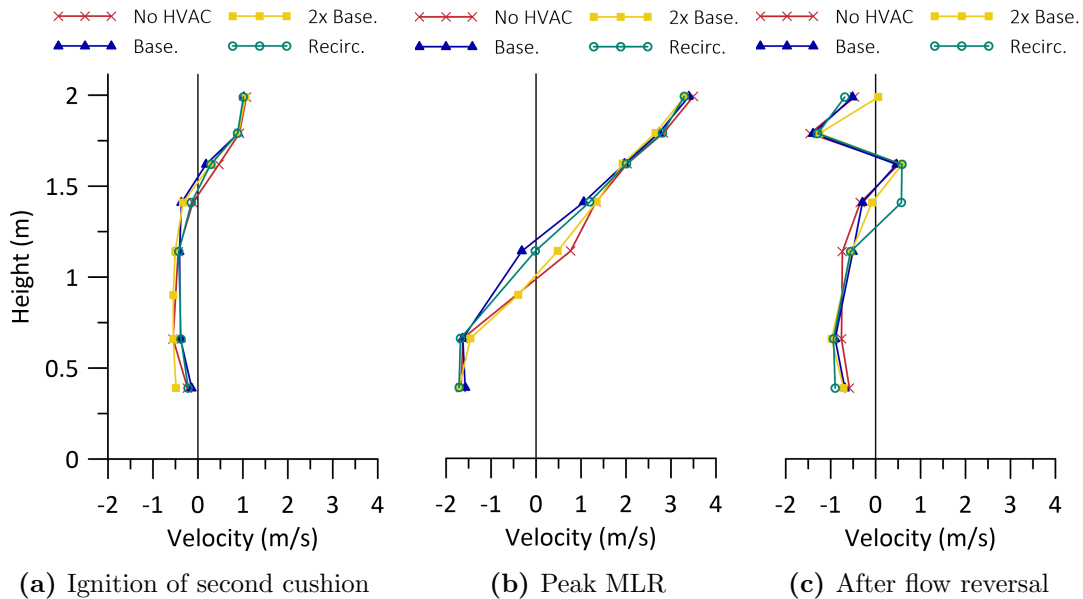 No HVAC 2x Base. No HVAC 2x Base. No HVAC 2x Base.
Base. Recirc. Base. Recirc. Base. Recirc.
2
1.5
1
0.5
0
Height (m)
-2 -1 0 1 2 3 4 -2 -1 0 1 2 3 4 -2 -1 0 1 2 3 4
Velocity (m/s) Velocity (m/s) Velocity (m/s)
(a) Ignition of second cushion (b) Peak MLR (c) After flow reversal